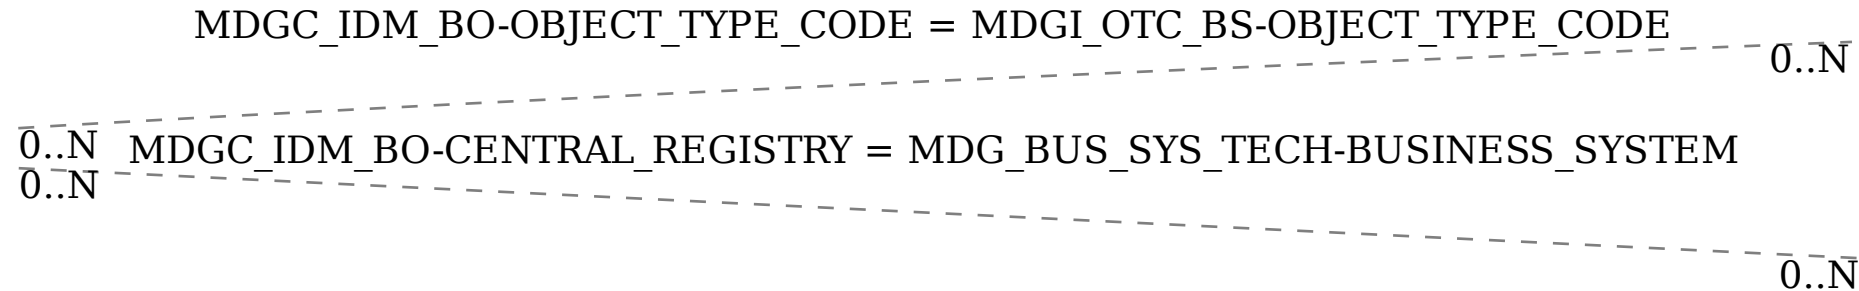 MDGC_IDM_BO-OBJECT_TYPE_CODE = MDGI_OTC_BS-OBJECT_TYPE_CODE
0..N
0..N
MDGC_IDM_BO-CENTRAL_REGISTRY = MDG_BUS_SYS_TECH-BUSINESS_SYSTEM
0..N
0..N